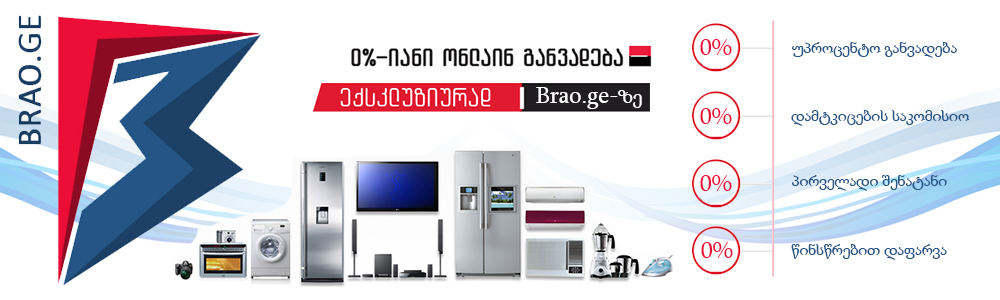 BRAO.GE
0%-იანი ონლაინ განვადება
ექსკლუზიურად Brao.ge-ზე
0% უპროცენტო განვადება
0% დამტკიცების საკომისიო
0% პირველადი შენატანი
0% წინსწრებით დაფარვა